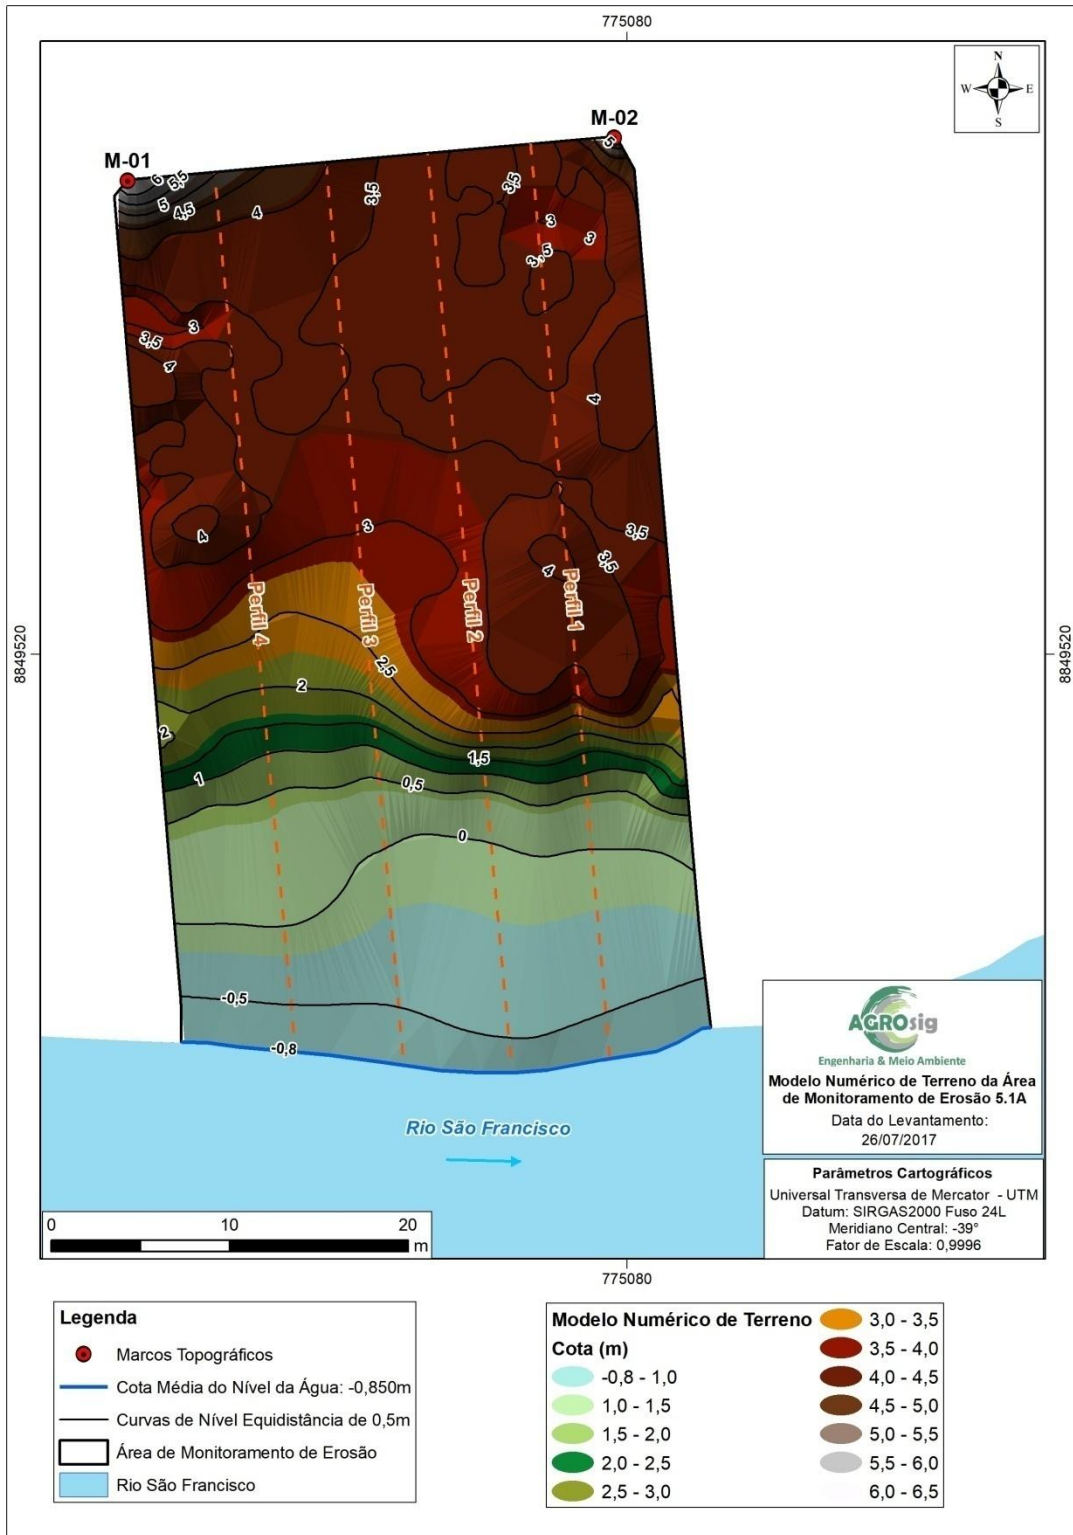 775080
N
W
E
S
M-02
M-01
5
6
5,5
5
4,5
4
3,5
3,5
3
3
3,5
3
3,5
4
4
3
3,5
4
3,5
4
8849520
8849520
Perfil 4
Perfil 3
Perfil 2
Perfil 1
2,5
2
2
1,5
1
0,5
0
-0,5
-0,8
Rio São Francisco
AGROsig
Engenharia & Meio Ambiente
Modelo Numérico de Terreno da Área
de Monitoramento de Erosão 5.1A
Data do Levantamento:
26/07/2017
Parâmetros Cartográficos
Universal Transversa de Mercator - UTM
Datum: SIRGAS2000 Fuso 24L
Meridiano Central: -39°
Fator de Escala: 0,9996
0 10 20
m
775080
Legenda
Marcos Topográficos
Cota Média do Nível da Água: -0,850m
Curvas de Nível Equidistância de 0,5m
Área de Monitoramento de Erosão
Rio São Francisco
Modelo Numérico de Terreno
Cota (m)
-0,8 - 1,0
1,0 - 1,5
1,5 - 2,0
2,0 - 2,5
2,5 - 3,0
3,0 - 3,5
3,5 - 4,0
4,0 - 4,5
4,5 - 5,0
5,0 - 5,5
5,5 - 6,0
6,0 - 6,5